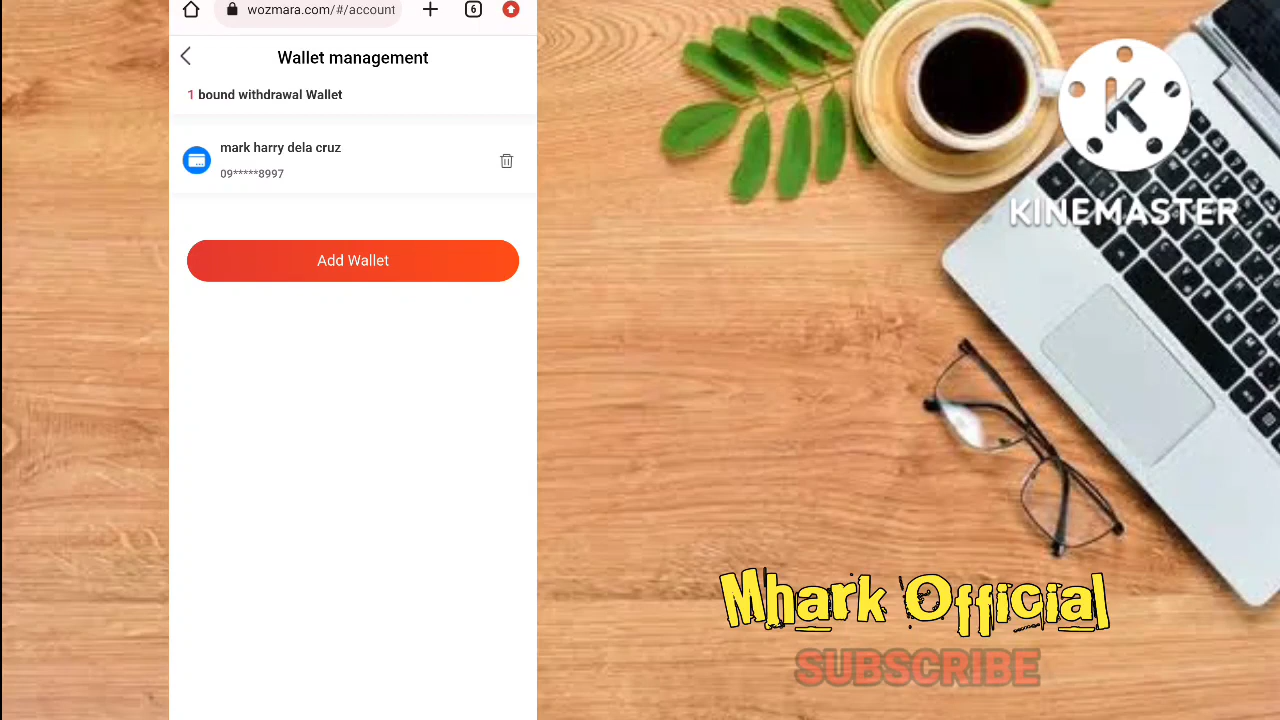 wozmara.com/#/account
6
Wallet management
1 bound withdrawal Wallet
mark harry dela cruz
09*****8997
Add Wallet
K
KINEMASTER
Mhark Official
SUBSCRIBE